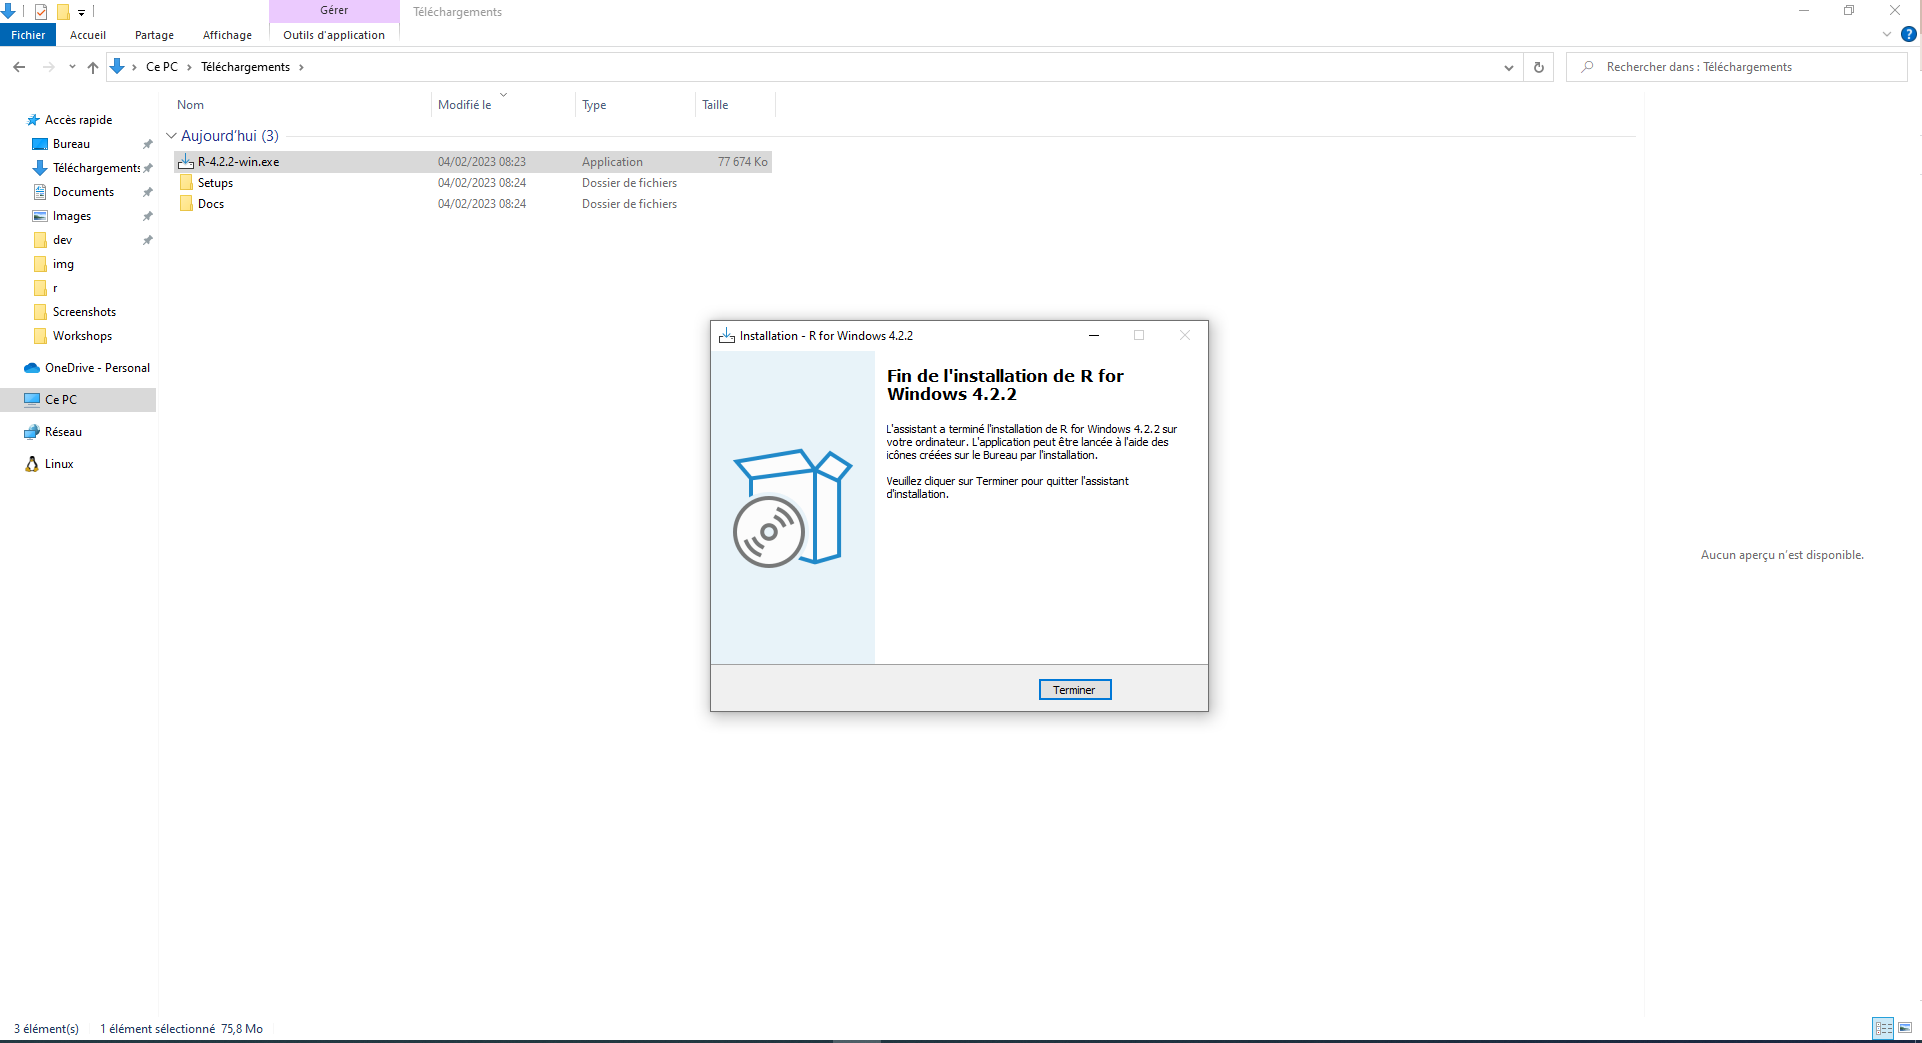 Gérer
Téléchargements
Fichier
Accueil
Partage
Affichage
Outils d'application
Ce PC
Téléchargements
Rechercher dans : Téléchargements
Nom
Modifié le
Type
Taille
Aujourd'hui (3)
R-4.2.2-win.exe 04/02/2023 08:23 Application 77 674 Ko
Setups 04/02/2023 08:24 Dossier de fichiers
Docs 04/02/2023 08:24 Dossier de fichiers
Accès rapide
Bureau
Téléchargements
Documents
Images
dev
img
r
Screenshots
Workshops
OneDrive - Personal
Ce PC
Réseau
Linux
Installation - R for Windows 4.2.2
Fin de l'installation de R for
Windows 4.2.2
L'assistant a terminé l'installation de R for Windows 4.2.2 sur
votre ordinateur. L'application peut être lancée à l'aide des
icônes créées sur le Bureau par l'installation.
Veuillez cliquer sur Terminer pour quitter l'assistant
d'installation.
Terminer
Aucun aperçu n'est disponible.
3 élément(s)
1 élément sélectionné 75,8 Mo